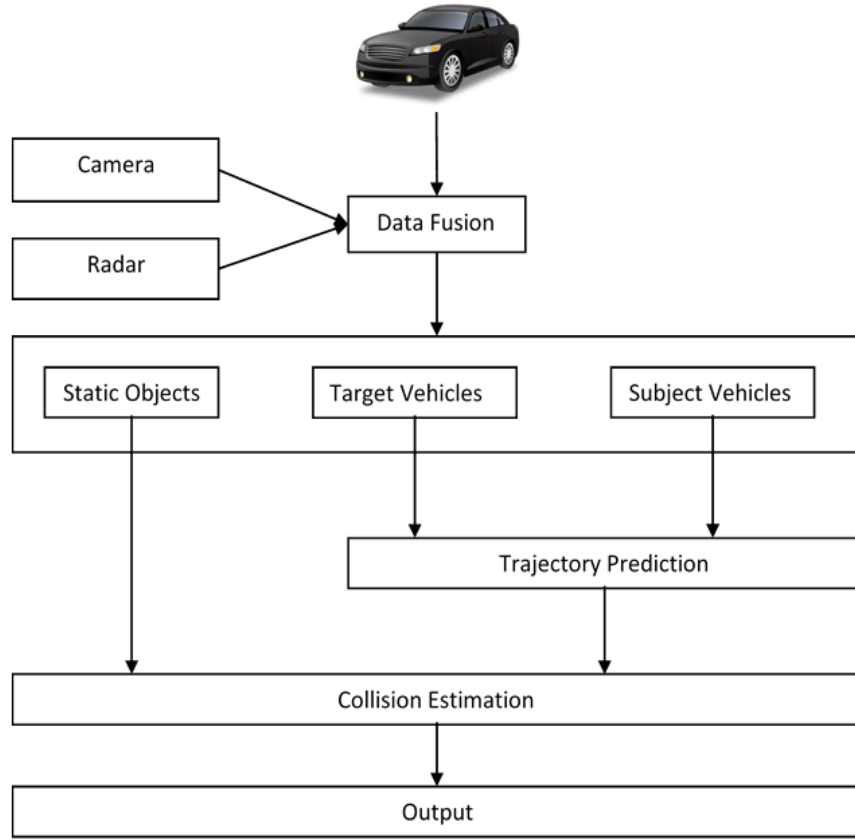 Camera
Data Fusion
Radar
Static Objects
Target Vehicles
Subject Vehicles
Trajectory Prediction
Collision Estimation
Output